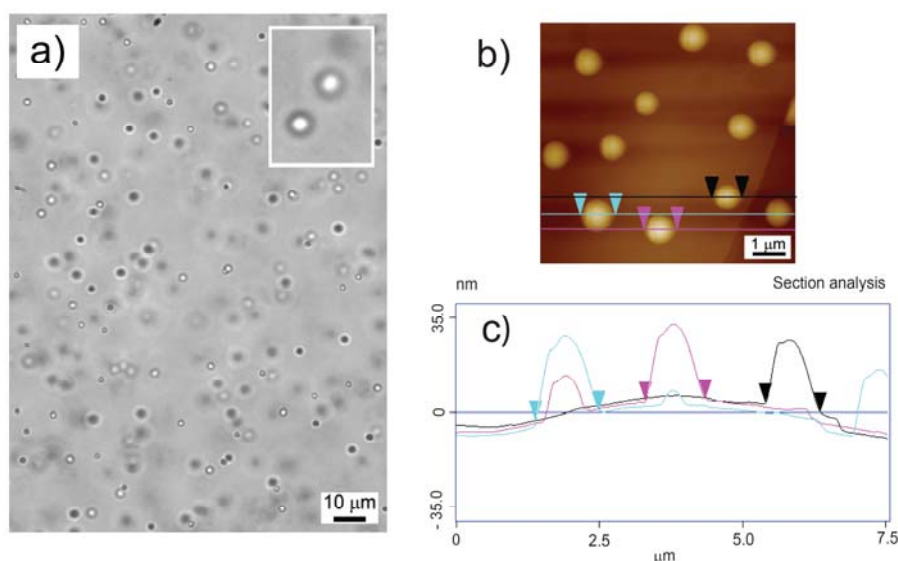 a)
10 μm
b)
1 μm
nm
Section analysis
c)
35.0
0
- 35.0
0
2.5
5.0
7.5
μm